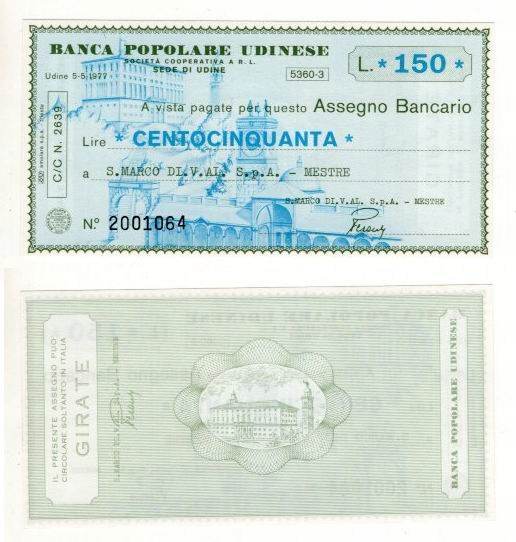 BANCA POPOLARE UDINESE
SOCIETÀ COOPERATIVA A R. L.
SEDE DI UDINE
Udine 5-5-1977
5360-3
L. * 150 *
A vista pagate per questo Assegno Bancario
Lire * CENTOCINQUANTA *
C/C N. 2639
a S.MARCO DI.V.AL. S.p.A. - MESTRE
S.MARCO DI.V.AL. S.p.A. - MESTRE
N.° 2001064
IL PRESENTE ASSEGNO PUO'
CIRCOLARE SOLTANTO IN ITALIA
GIRATE
BANCA POPOLARE UDINESE